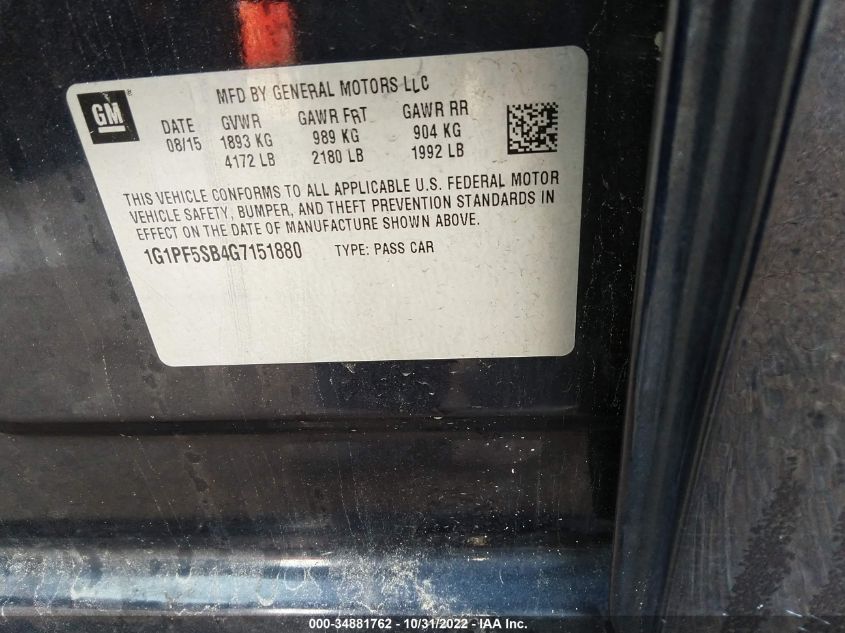 GM
MFD BY GENERAL MOTORS LLC
DATE GVWR GAWR FRT GAWR RR
08/15 1893 KG 989 KG 904 KG
4172 LB 2180 LB 1992 LB
THIS VEHICLE CONFORMS TO ALL APPLICABLE U.S. FEDERAL MOTOR
VEHICLE SAFETY, BUMPER, AND THEFT PREVENTION STANDARDS IN
EFFECT ON THE DATE OF MANUFACTURE SHOWN ABOVE.
1G1PF5SB4G7151880 TYPE: PASS CAR
000-34881762 - 10/31/2022 - IAA Inc.